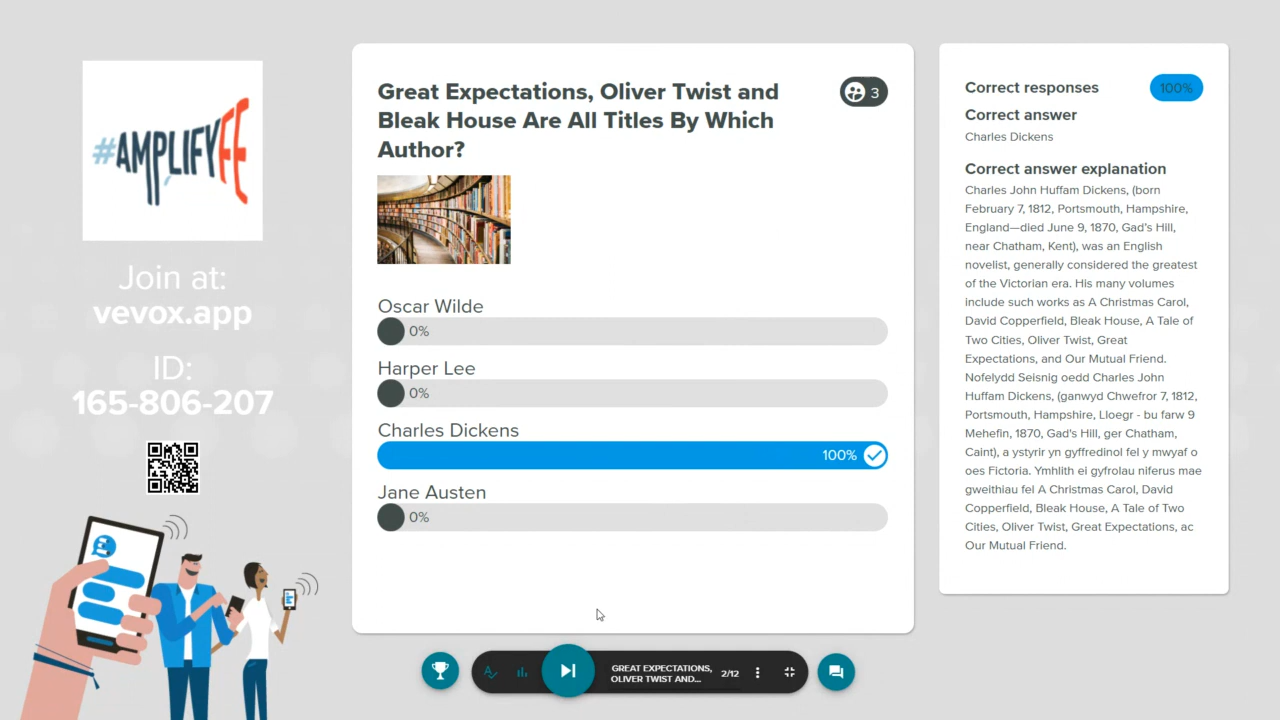 #AMPLIFYFE
Join at:
vevox.app
ID:
165-806-207
Great Expectations, Oliver Twist and
Bleak House Are All Titles By Which
Author?
3
Oscar Wilde
0%
Harper Lee
0%
Charles Dickens
100%
Jane Austen
0%
GREAT EXPECTATIONS,
OLIVER TWIST AND...
2/12
Correct responses
100%
Correct answer
Charles Dickens
Correct answer explanation
Charles John Huffam Dickens, (born
February 7, 1812, Portsmouth, Hampshire,
England—died June 9, 1870, Gad's Hill,
near Chatham, Kent), was an English
novelist, generally considered the greatest
of the Victorian era. His many volumes
include such works as A Christmas Carol,
David Copperfield, Bleak House, A Tale of
Two Cities, Oliver Twist, Great
Expectations, and Our Mutual Friend.
Nofelydd Seisnig oedd Charles John
Huffam Dickens, (ganwyd Chwefror 7, 1812,
Portsmouth, Hampshire, Lloegr - bu farw 9
Mehefin, 1870, Gad's Hill, ger Chatham,
Caint), a ystyrir yn gyffredinol fel y mwyaf o
oes Fictoria. Ymhlith ei gyfrolau niferus mae
gweithiau fel A Christmas Carol, David
Copperfield, Bleak House, A Tale of Two
Cities, Oliver Twist, Great Expectations, ac
Our Mutual Friend.